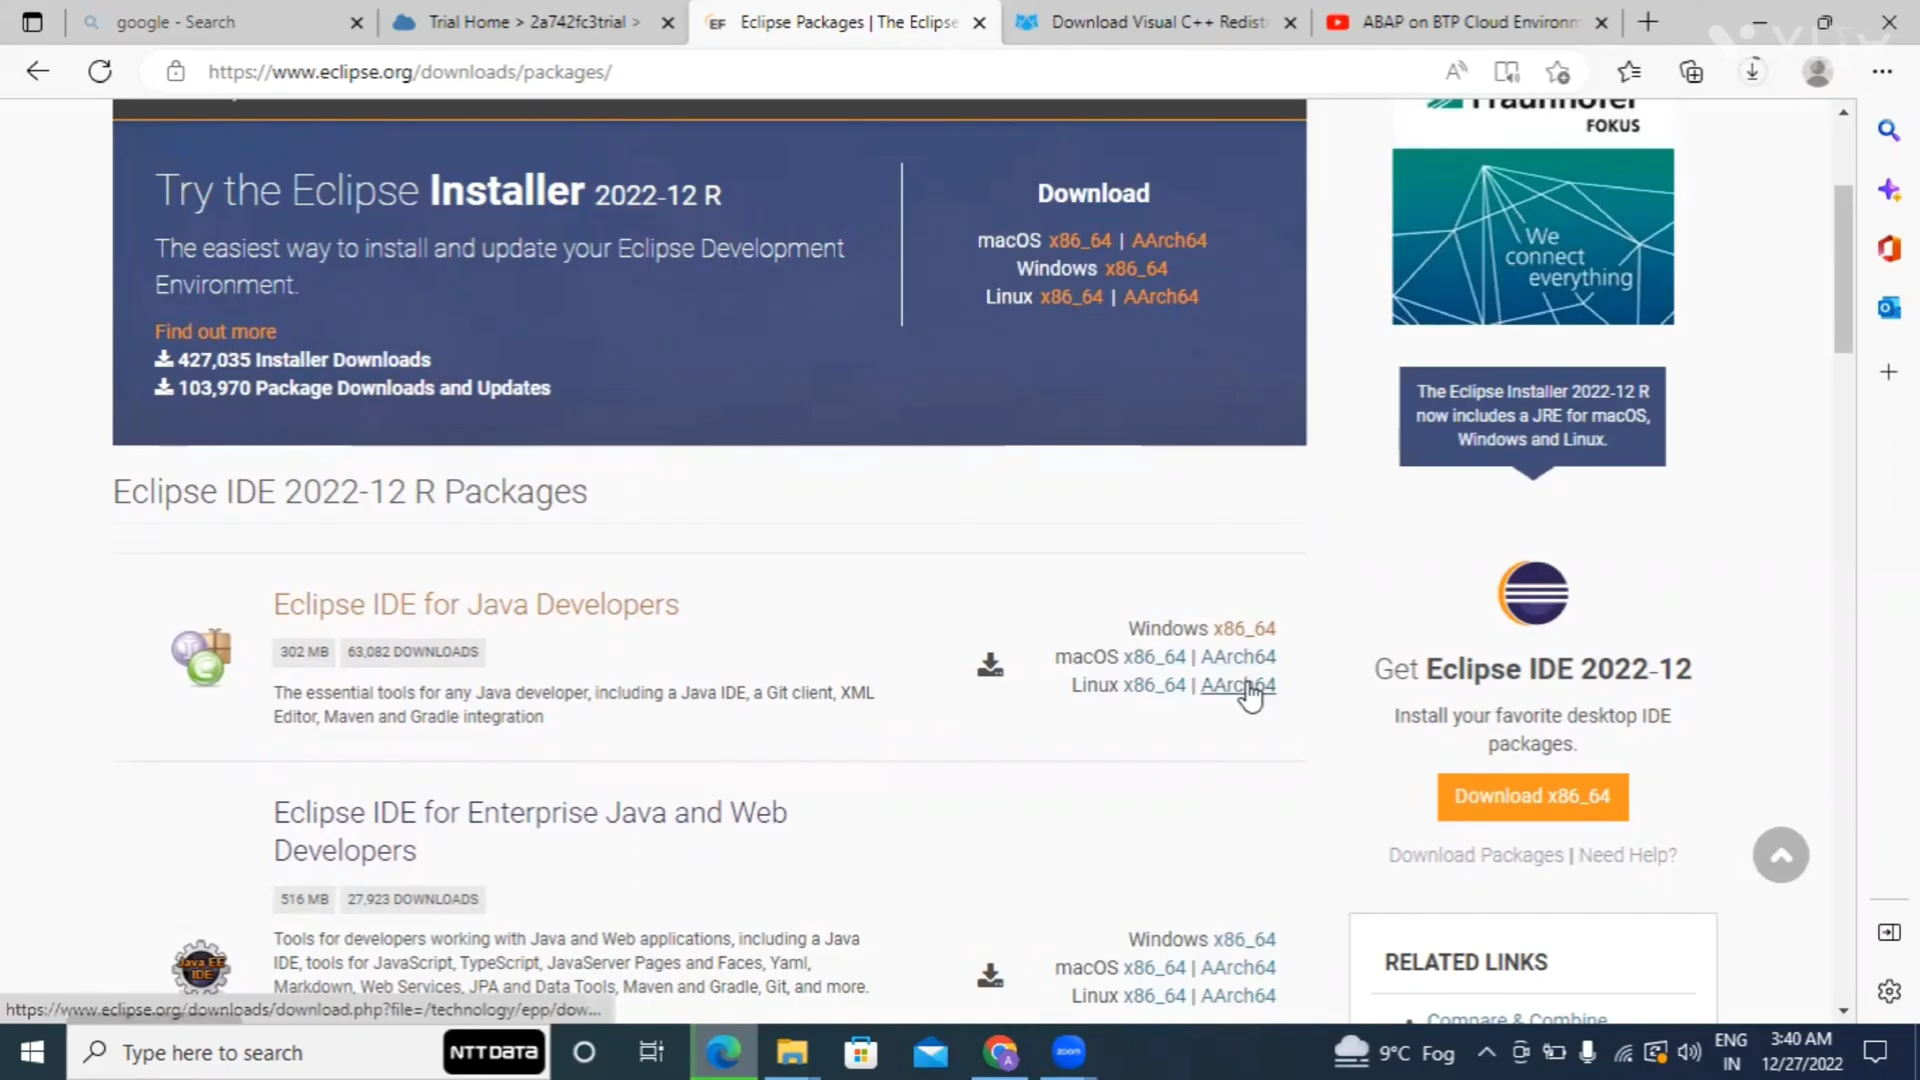 google - Search
Trial Home > 2a742fc3trial >
Eclipse Packages | The Eclipse
Download Visual C++ Redistr
ABAP on BTP Cloud Environm
https://www.eclipse.org/downloads/packages/
FOKUS
Try the Eclipse Installer 2022-12 R
The easiest way to install and update your Eclipse Development
Environment.
Find out more
427,035 Installer Downloads
103,970 Package Downloads and Updates
Download
macOS x86_64 | AArch64
Windows x86_64
Linux x86_64 | AArch64
We
connect
everything
The Eclipse Installer 2022-12 R
now includes a JRE for macOS,
Windows and Linux.
Eclipse IDE 2022-12 R Packages
Eclipse IDE for Java Developers
302 MB 63,082 DOWNLOADS
The essential tools for any Java developer, including a Java IDE, a Git client, XML
Editor, Maven and Gradle integration
Windows x86_64
macOS x86_64 | AArch64
Linux x86_64 | AArch64
Get Eclipse IDE 2022-12
Install your favorite desktop IDE
packages.
Download x86_64
Download Packages | Need Help?
Eclipse IDE for Enterprise Java and Web
Developers
516 MB 27,923 DOWNLOADS
Java EE
IDE
Tools for developers working with Java and Web applications, including a Java
IDE, tools for JavaScript, TypeScript, JavaServer Pages and Faces, Yaml,
Markdown, Web Services, JPA and Data Tools, Maven and Gradle, Git, and more.
Windows x86_64
macOS x86_64 | AArch64
Linux x86_64 | AArch64
RELATED LINKS
Compare & Combine
https://www.eclipse.org/downloads/download.php?file=/technology/epp/dow...
Type here to search
NTT DATA
zoom
9°C Fog
ENG
IN
3:40 AM
12/27/2022